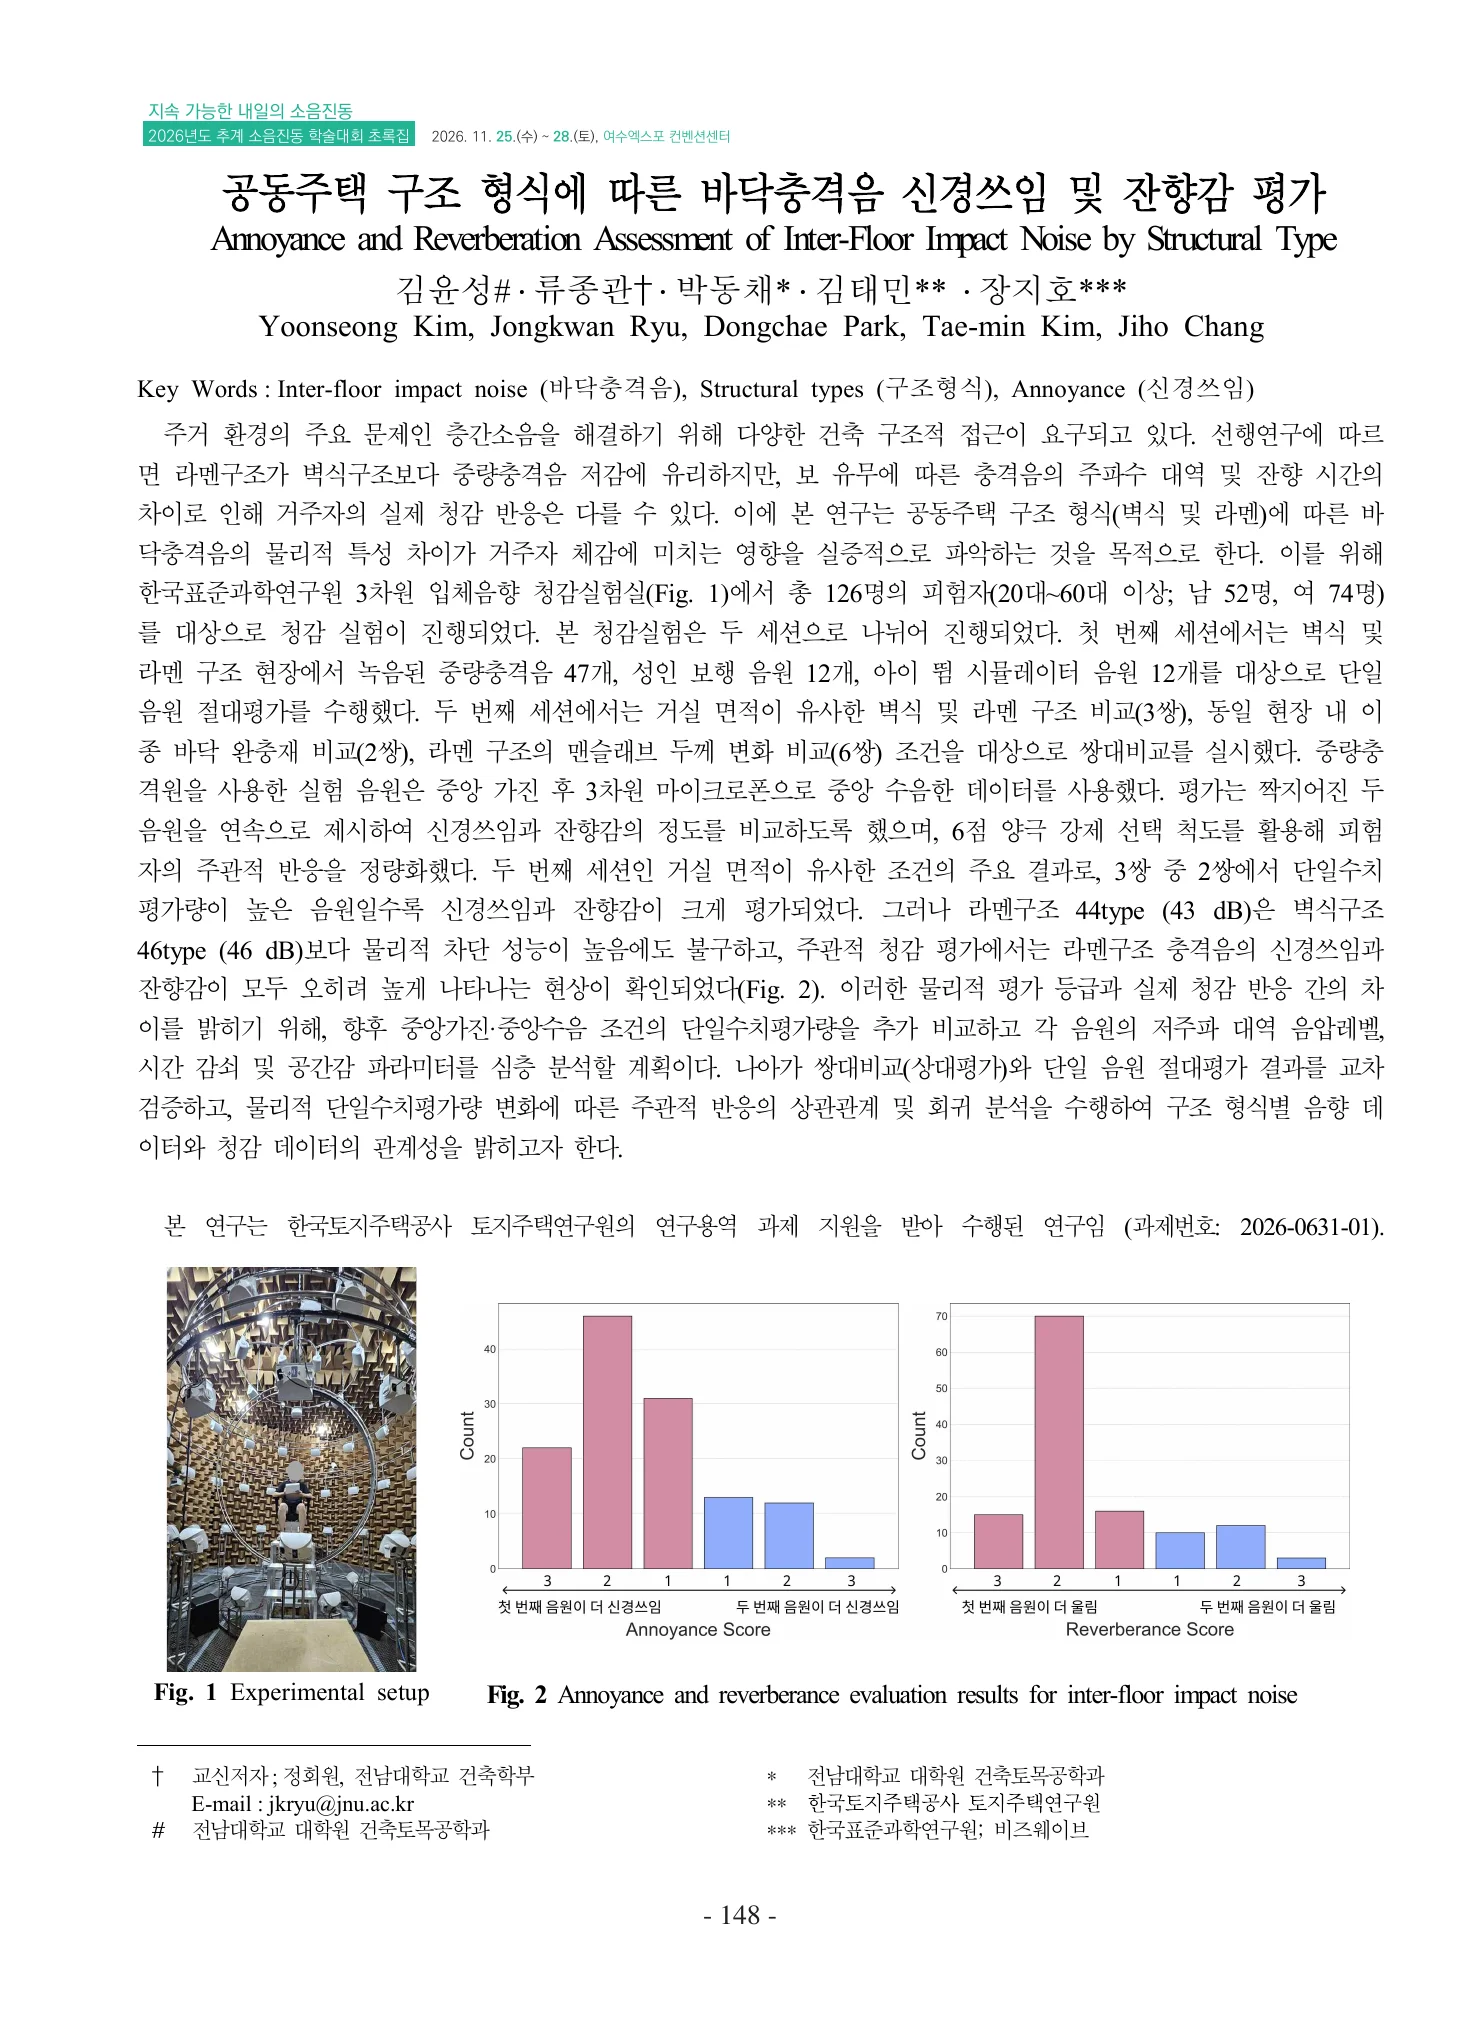 지속 가능한 내일의 소음진동
2026년도 추계 소음진동 학술대회 초록집 2026. 11. 25.(수) ~ 28.(토), 여수엑스포 컨벤션센터
공동주택 구조 형식에 따른 바닥충격음 신경쓰임 및 잔향감 평가
Annoyance and Reverberation Assessment of Inter-Floor Impact Noise by Structural Type
김윤성#·류종관†·박동채*·김태민** ·장지호***
Yoonseong Kim, Jongkwan Ryu, Dongchae Park, Tae-min Kim, Jiho Chang
Key Words : Inter-floor impact noise (바닥충격음), Structural types (구조형식), Annoyance (신경쓰임)
주거 환경의 주요 문제인 층간소음을 해결하기 위해 다양한 건축 구조적 접근이 요구되고 있다. 선행연구에 따르
면 라멘구조가 벽식구조보다 중량충격음 저감에 유리하지만, 보 유무에 따른 충격음의 주파수 대역 및 잔향 시간의
차이로 인해 거주자의 실제 청감 반응은 다를 수 있다. 이에 본 연구는 공동주택 구조 형식(벽식 및 라멘)에 따른 바
닥충격음의 물리적 특성 차이가 거주자 체감에 미치는 영향을 실증적으로 파악하는 것을 목적으로 한다. 이를 위해
한국표준과학연구원 3차원 입체음향 청감실험실(Fig. 1)에서 총 126명의 피험자(20대~60대 이상; 남 52명, 여 74명)
를 대상으로 청감 실험이 진행되었다. 본 청감실험은 두 세션으로 나뉘어 진행되었다. 첫 번째 세션에서는 벽식 및
라멘 구조 현장에서 녹음된 중량충격음 47개, 성인 보행 음원 12개, 아이 뜀 시뮬레이터 음원 12개를 대상으로 단일
음원 절대평가를 수행했다. 두 번째 세션에서는 거실 면적이 유사한 벽식 및 라멘 구조 비교(3쌍), 동일 현장 내 이
종 바닥 완충재 비교(2쌍), 라멘 구조의 맨슬래브 두께 변화 비교(6쌍) 조건을 대상으로 쌍대비교를 실시했다. 중량충
격원을 사용한 실험 음원은 중앙 가진 후 3차원 마이크로폰으로 중앙 수음한 데이터를 사용했다. 평가는 짝지어진 두
음원을 연속으로 제시하여 신경쓰임과 잔향감의 정도를 비교하도록 했으며, 6점 양극 강제 선택 척도를 활용해 피험
자의 주관적 반응을 정량화했다. 두 번째 세션인 거실 면적이 유사한 조건의 주요 결과로, 3쌍 중 2쌍에서 단일수치
평가량이 높은 음원일수록 신경쓰임과 잔향감이 크게 평가되었다. 그러나 라멘구조 44type (43 dB)은 벽식구조
46type (46 dB)보다 물리적 차단 성능이 높음에도 불구하고, 주관적 청감 평가에서는 라멘구조 충격음의 신경쓰임과
잔향감이 모두 오히려 높게 나타나는 현상이 확인되었다(Fig. 2). 이러한 물리적 평가 등급과 실제 청감 반응 간의 차
이를 밝히기 위해, 향후 중앙가진·중앙수음 조건의 단일수치평가량을 추가 비교하고 각 음원의 저주파 대역 음압레벨,
시간 감쇠 및 공간감 파라미터를 심층 분석할 계획이다. 나아가 쌍대비교(상대평가)와 단일 음원 절대평가 결과를 교차
검증하고, 물리적 단일수치평가량 변화에 따른 주관적 반응의 상관관계 및 회귀 분석을 수행하여 구조 형식별 음향 데
이터와 청감 데이터의 관계성을 밝히고자 한다.
본 연구는 한국토지주택공사 토지주택연구원의 연구용역 과제 지원을 받아 수행된 연구임 (과제번호: 2026-0631-01).
Count
40
30
20
10
0
3 2 1 1 2 3
첫 번째 음원이 더 신경쓰임 두 번째 음원이 더 신경쓰임
Annoyance Score
Count
70
60
50
40
30
20
10
0
3 2 1 1 2 3
첫 번째 음원이 더 울림 두 번째 음원이 더 울림
Reverberance Score
Fig. 1 Experimental setup
Fig. 2 Annoyance and reverberance evaluation results for inter-floor impact noise
† 교신저자 ; 정회원, 전남대학교 건축학부
E-mail : jkryu@jnu.ac.kr
# 전남대학교 대학원 건축토목공학과
* 전남대학교 대학원 건축토목공학과
** 한국토지주택공사 토지주택연구원
*** 한국표준과학연구원; 비즈웨이브
- 148 -